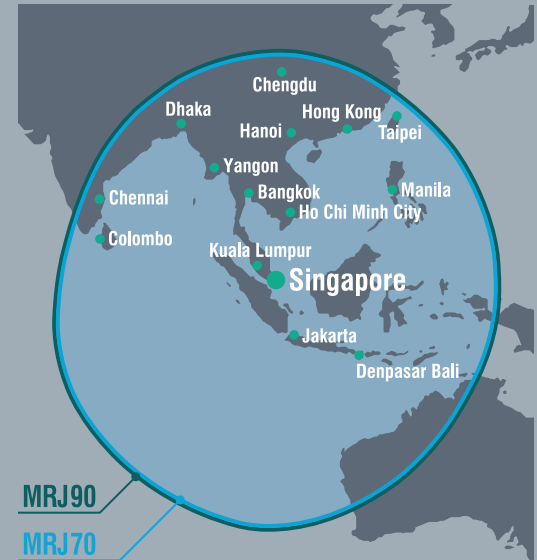 Chengdu
Dhaka
Hong Kong
Hanoi
Taipei
Yangon
Chennai
Bangkok
Manila
Ho Chi Minh City
Colombo
Kuala Lumpur
Singapore
Jakarta
Denpasar Bali
MRJ90
MRJ70